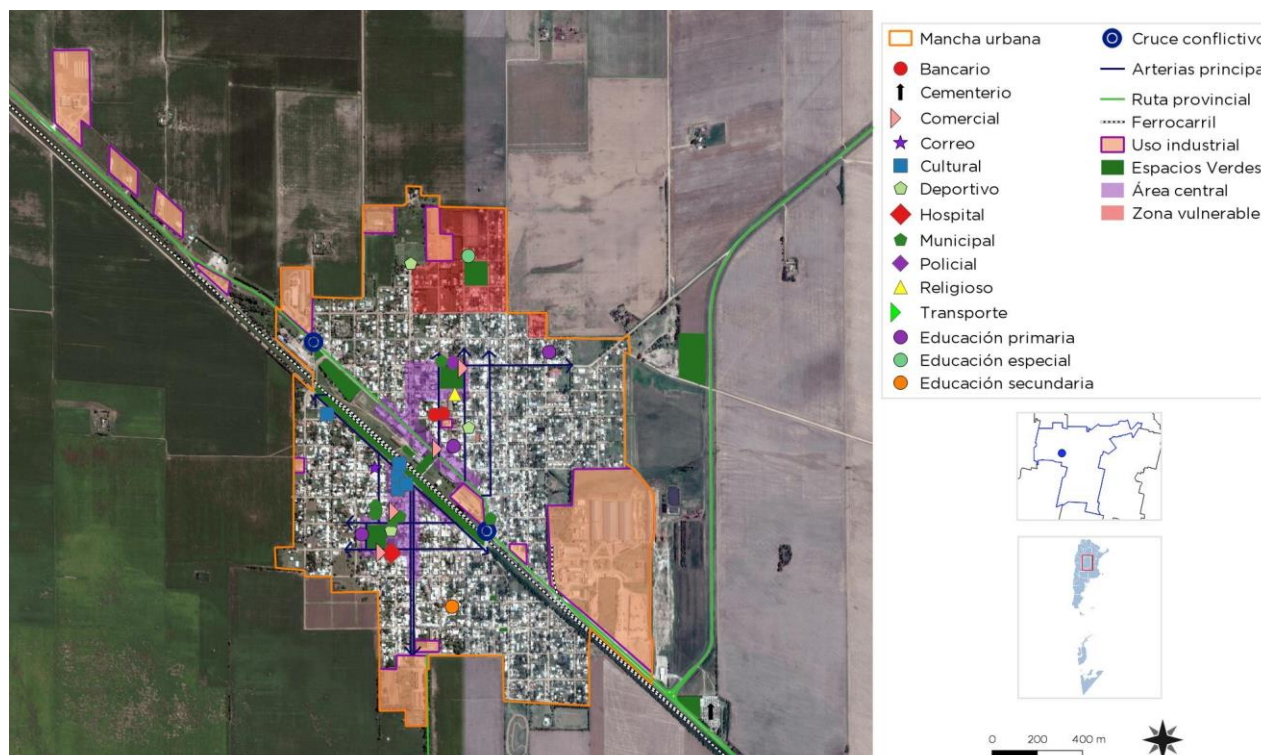 Mancha urbana
Bancario
Cementerio
Comercial
Correo
Cultural
Deportivo
Hospital
Municipal
Policial
Religioso
Transporte
Educación primaria
Educación especial
Educación secundaria
Cruce conflictivo
Arterias principa
Ruta provincial
Ferrocarril
Uso industrial
Espacios Verdes
Área central
Zona vulnerable
0 200 400 m